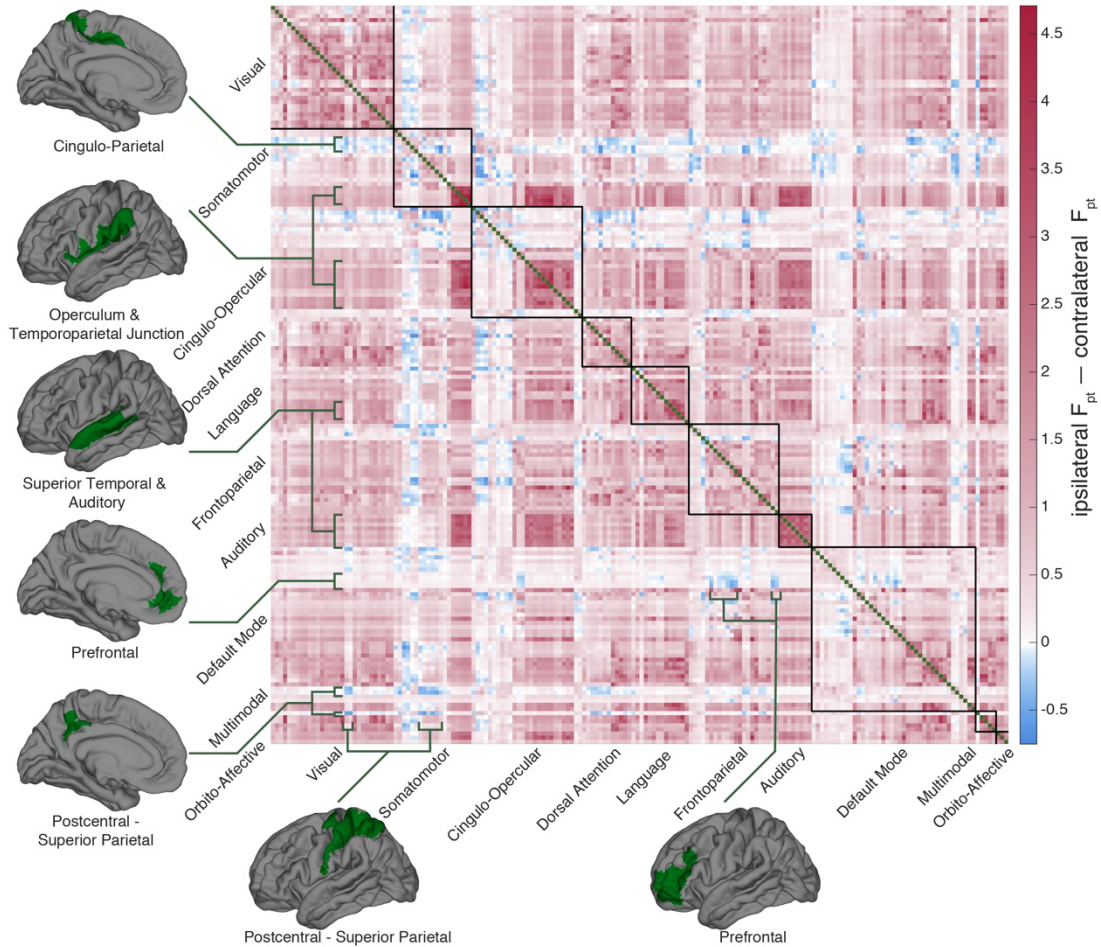 Cingulo-Parietal
Operculum &
Temporoparietal Junction
Superior Temporal &
Auditory
Prefrontal
Postcentral -
Superior Parietal
Visual
Somatomotor
Cingulo-Opercular
Dorsal Attention
Language
Frontoparietal
Auditory
Default Mode
Multimodal
Orbito-Affective
Visual
Somatomotor
Cingulo-Opercular
Dorsal Attention
Language
Frontoparietal
Auditory
Default Mode
Multimodal
Orbito-Affective
Postcentral - Superior Parietal
Prefrontal
4.5
4
3.5
3
2.5
2
1.5
1
0.5
0
-0.5
ipsilateral Fpt — contralateral Fpt